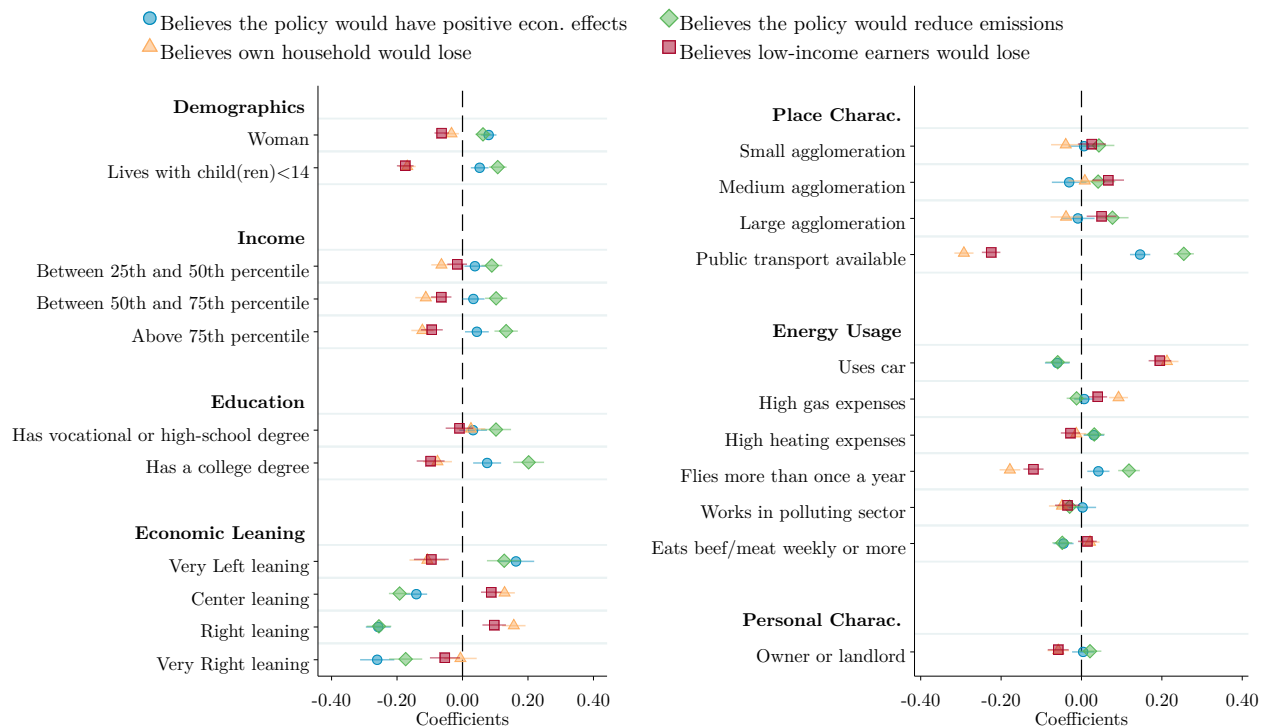 Believes the policy would have positive econ. effects
Believes the policy would reduce emissions
Believes own household would lose
Believes low-income earners would lose
Demographics
Woman
Lives with child(ren)<14
Income
Between 25th and 50th percentile
Between 50th and 75th percentile
Above 75th percentile
Education
Has vocational or high-school degree
Has a college degree
Economic Leaning
Very Left leaning
Center leaning
Right leaning
Very Right leaning
-0.40 -0.20 0.00 0.20 0.40
Coefficients
Place Charac.
Small agglomeration
Medium agglomeration
Large agglomeration
Public transport available
Energy Usage
Uses car
High gas expenses
High heating expenses
Flies more than once a year
Works in polluting sector
Eats beef/meat weekly or more
Personal Charac.
Owner or landlord
-0.40 -0.20 0.00 0.20 0.40
Coefficients